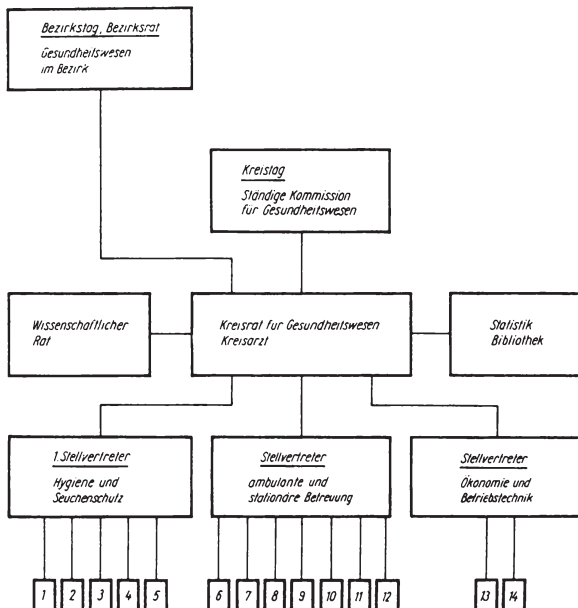 Bezirkstag, Bezirksrat
Gesundheitswesen
im Bezirk
Kreistag
Ständige Kommission
für Gesundheitswesen
Wissenschaftlicher
Rat
Kreisrat für Gesundheitswesen
Kreisarzt
Statistik
Bibliothek
1. Stellvertreter
Hygiene und
Seuchenschutz
Stellvertreter
ambulante und
stationäre Betreuung
Stellvertreter
Ökonomie und
Betriebstechnik
1 2 3 4 5 6 7 8 9 10 11 12 13 14